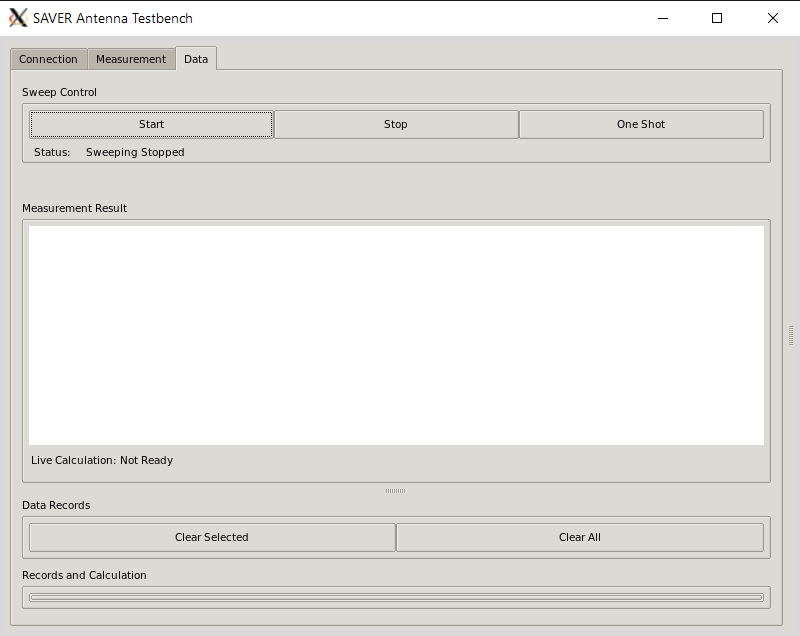 SAVER Antenna Testbench
Connection Measurement Data
Sweep Control
Start Stop One Shot
Status: Sweeping Stopped
Measurement Result
Live Calculation: Not Ready
Data Records
Clear Selected Clear All
Records and Calculation